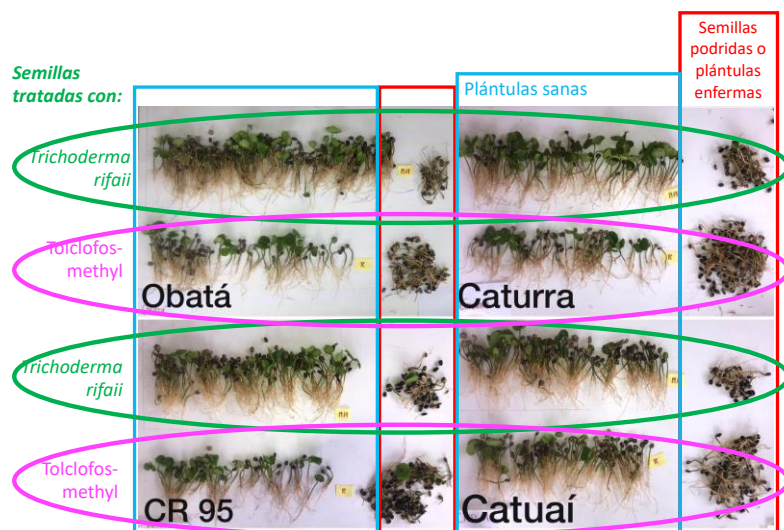 Semillas
podridas o
plántulas
enfermas
Semillas
tratadas con:
Plántulas sanas
Trichoderma
rifaii
Tolclofos-
methyl
Obatá
Caturra
Trichoderma
rifaii
Tolclofos-
methyl
CR 95
Catuaí